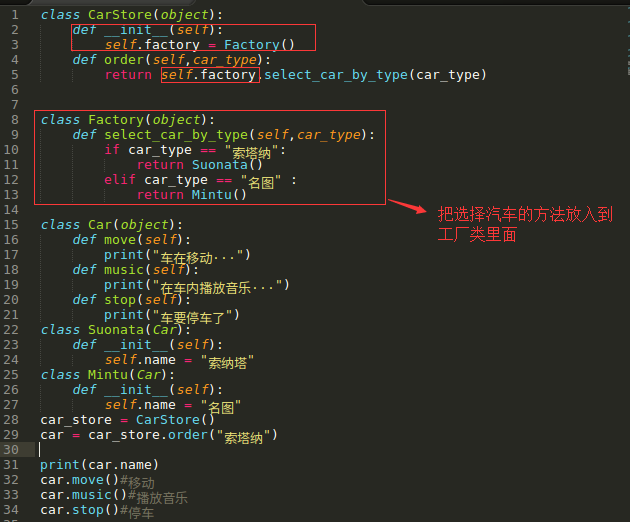 1 class CarStore(object):
2     def __init__(self):
3         self.factory = Factory()
4     def order(self,car_type):
5         return self.factory.select_car_by_type(car_type)
6
7
8 class Factory(object):
9     def select_car_by_type(self,car_type):
10         if car_type == "索塔纳":
11             return Suonata()
12         elif car_type == "名图" :
13             return Mintu()
把选择汽车的方法放入到
工厂类里面
14
15 class Car(object):
16     def move(self):
17         print("车在移动···")
18     def music(self):
19         print("在车内播放音乐···")
20     def stop(self):
21         print("车要停车了")
22 class Suonata(Car):
23     def __init__(self):
24         self.name = "索纳塔"
25 class Mintu(Car):
26     def __init__(self):
27         self.name = "名图"
28 car_store = CarStore()
29 car = car_store.order("索塔纳")
30
31 print(car.name)
32 car.move()#移动
33 car.music()#播放音乐
34 car.stop()#停车